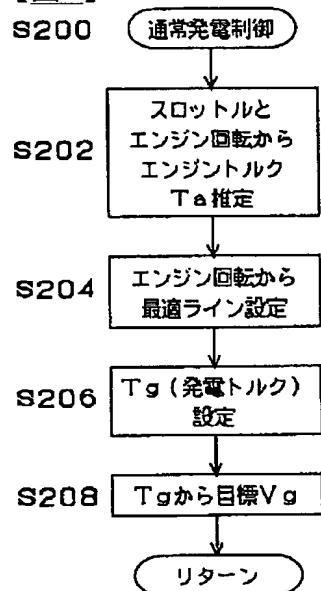 S200 通常発電制御
スロットルと
S202 エンジン回転から
エンジントルク
Ta推定
S204 エンジン回転から
最適ライン設定
S206 Tg(発電トルク)
設定
S208 Tgから目標Vg
リターン